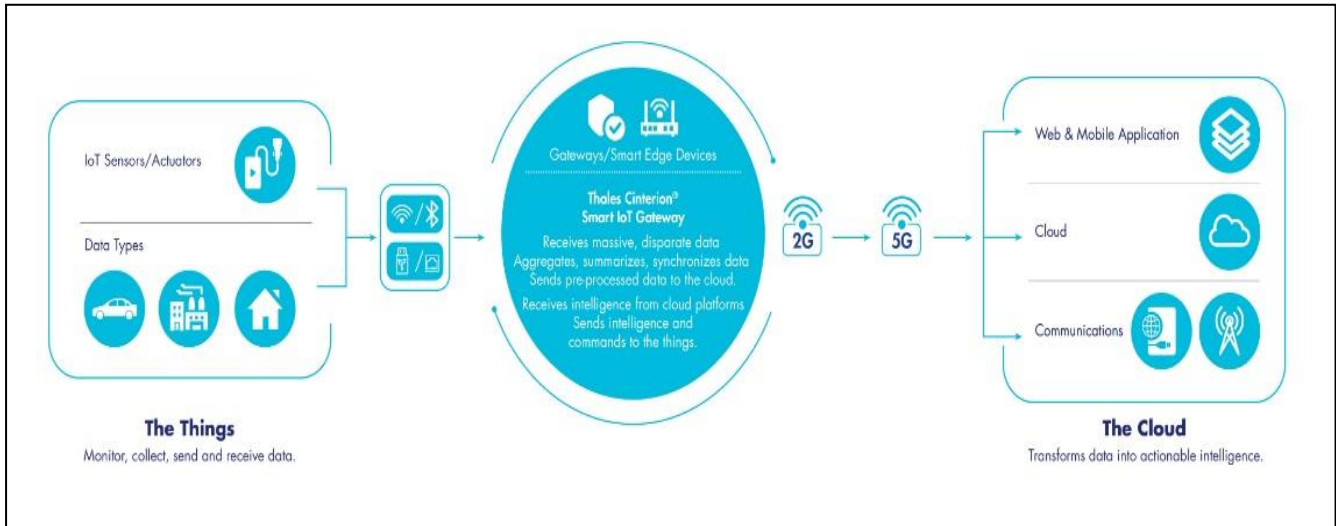 IoT Sensors/Actuators
Data Types
The Things
Monitor, collect, send and receive data.
Gateways/Smart Edge Devices
Thales Cinterion®
Smart IoT Gateway
Receives massive, disparate data
Aggregates, summarizes, synchronizes data
Sends pre-processed data to the cloud.
Receives intelligence from cloud platforms
Sends intelligence and
commands to the things.
2G
5G
Web & Mobile Application
Cloud
Communications
The Cloud
Transforms data into actionable intelligence.